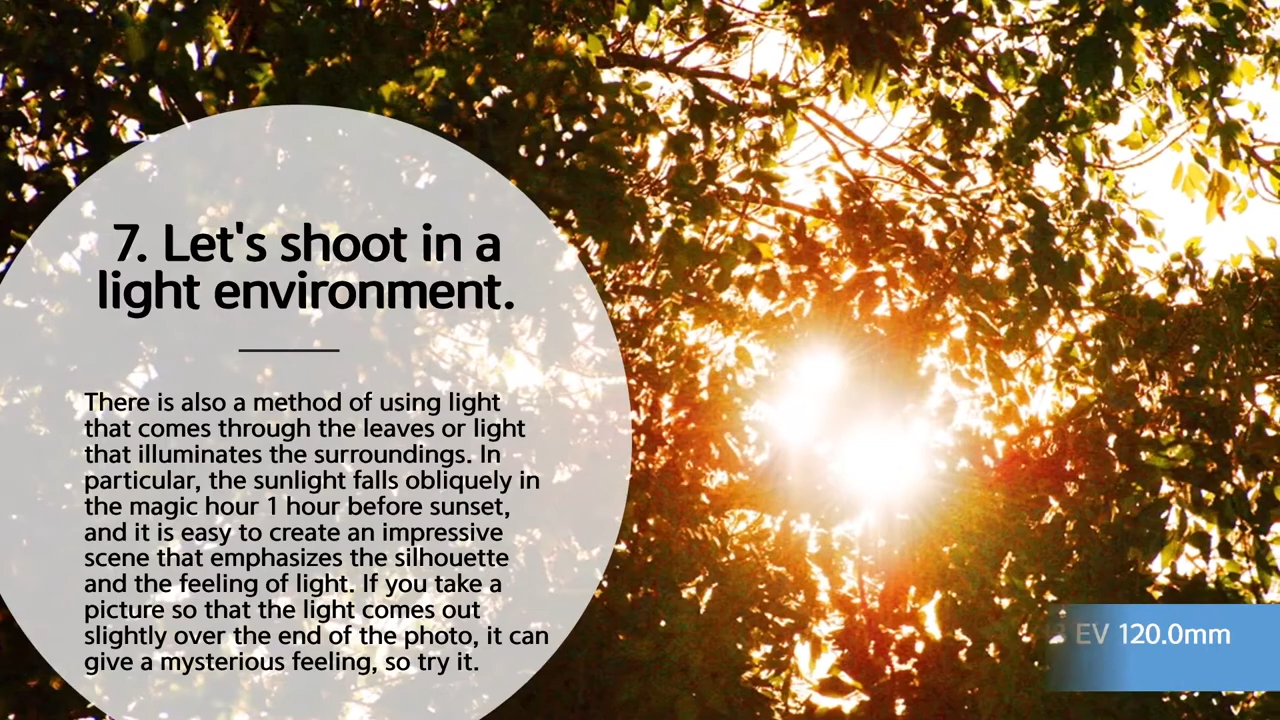 7. Let's shoot in a
light environment.
There is also a method of using light
that comes through the leaves or light
that illuminates the surroundings. In
particular, the sunlight falls obliquely in
the magic hour 1 hour before sunset,
and it is easy to create an impressive
scene that emphasizes the silhouette
and the feeling of light. If you take a
picture so that the light comes out
slightly over the end of the photo, it can
give a mysterious feeling, so try it.
EV 120.0mm